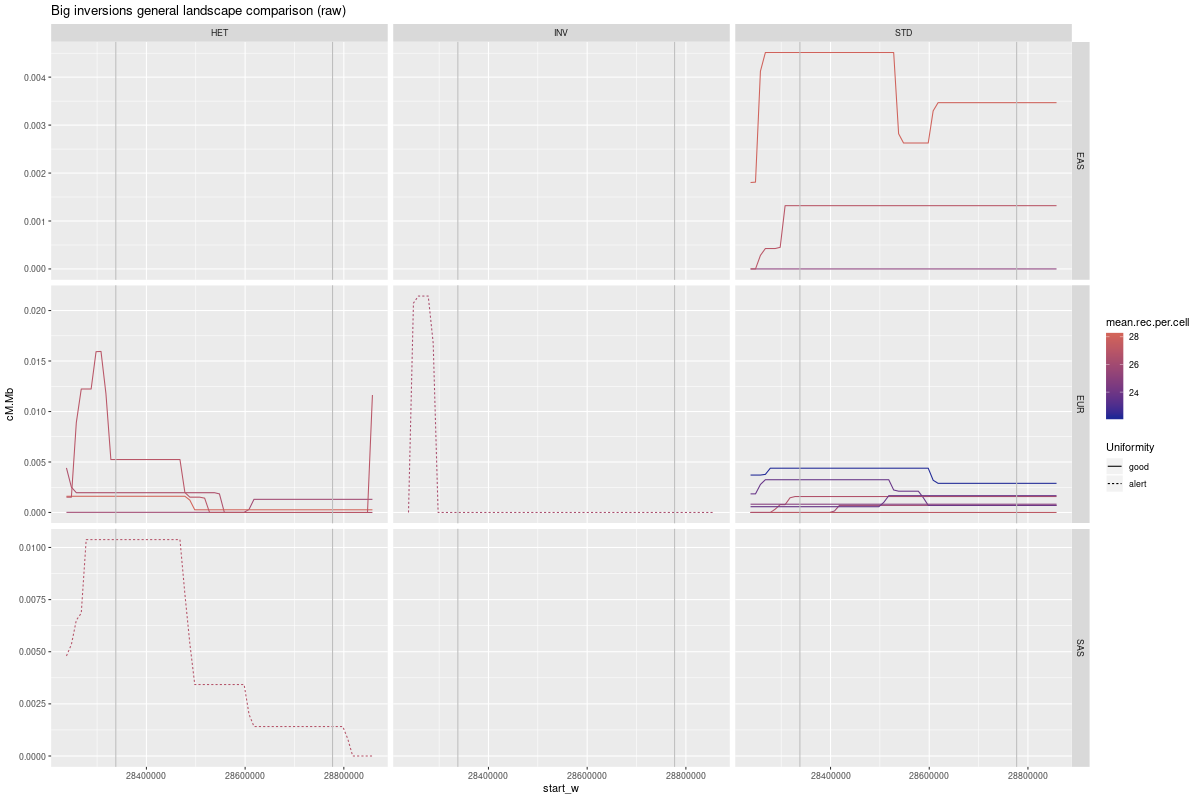 Big inversions general landscape comparison (raw)
HET
INV
STD
0.004
0.003
0.002
0.001
0.000
EAS
0.020
0.015
0.010
0.005
0.000
EUR
0.0100
0.0075
0.0050
0.0025
0.0000
SAS
cM.Mb
28400000
28600000
28800000
28400000
28600000
28800000
28400000
28600000
28800000
start_w
mean.rec.per.cell
28
26
24
Uniformity
good
alert